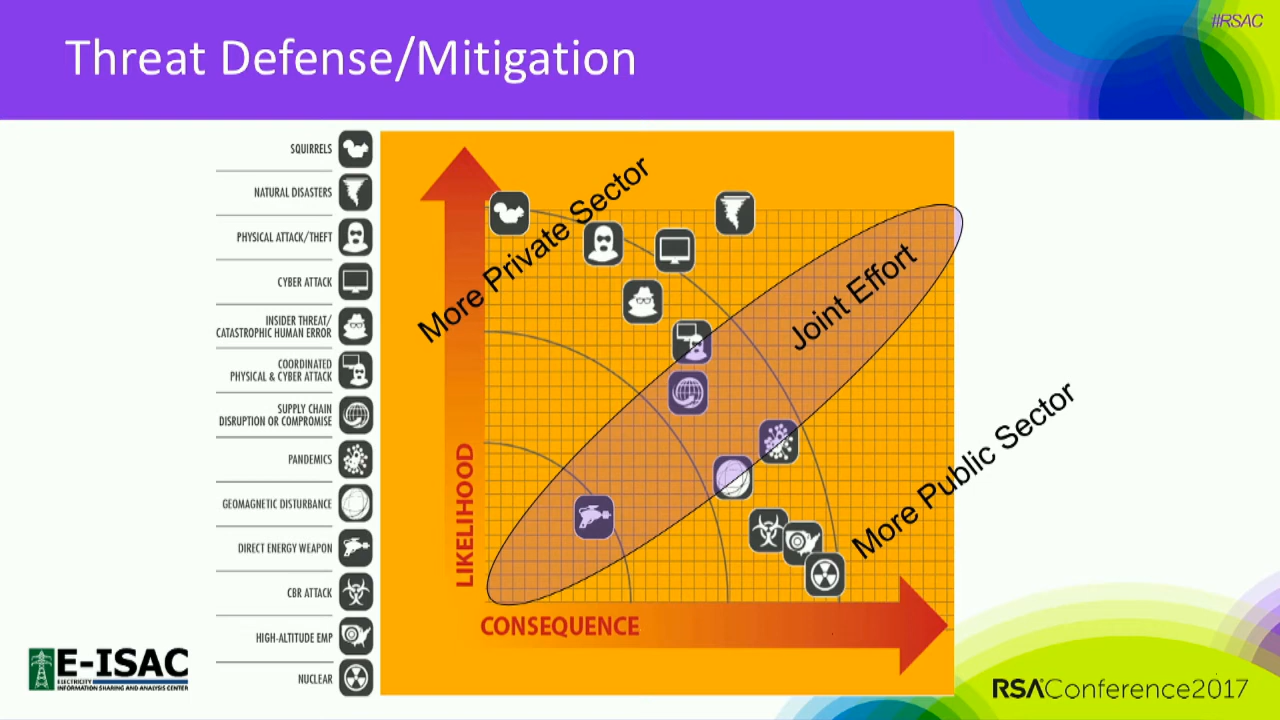 #RSAC
Threat Defense/Mitigation
SQUIRRELS
NATURAL DISASTERS
PHYSICAL ATTACK/THEFT
CYBER ATTACK
INSIDER THREAT/
CATASTROPHIC HUMAN ERROR
COORDINATED
PHYSICAL & CYBER ATTACK
SUPPLY CHAIN
DISRUPTION OR COMPROMISE
PANDEMICS
GEOMAGNETIC DISTURBANCE
DIRECT ENERGY WEAPON
CBR ATTACK
HIGH-ALTITUDE EMP
NUCLEAR
More Private Sector
Joint Effort
More Public Sector
LIKELIHOOD
CONSEQUENCE
E-ISAC
ELECTRICITY
INFORMATION SHARING AND ANALYSIS CENTER
RSAConference2017